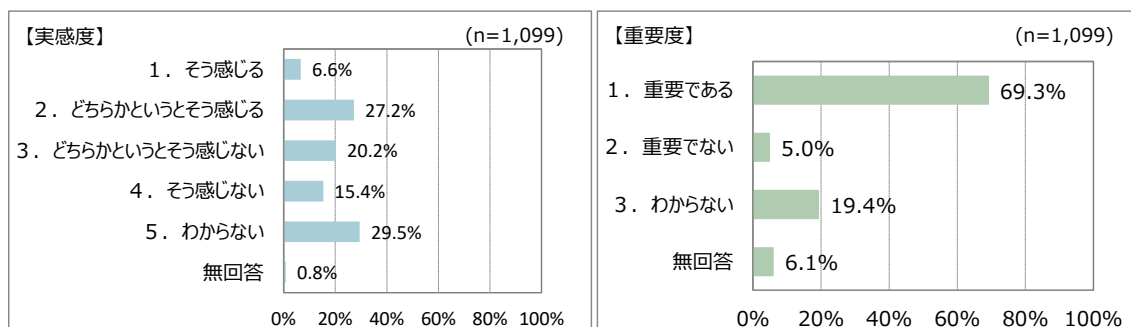 【実感度】 (n=1,099)
1. そう感じる 6.6%
2. どちらかというとそう感じる 27.2%
3. どちらかというとそう感じない 20.2%
4. そう感じない 15.4%
5. わからない 29.5%
無回答 0.8%
0% 20% 40% 60% 80% 100%
【重要度】 (n=1,099)
1. 重要である 69.3%
2. 重要でない 5.0%
3. わからない 19.4%
無回答 6.1%
0% 20% 40% 60% 80% 100%